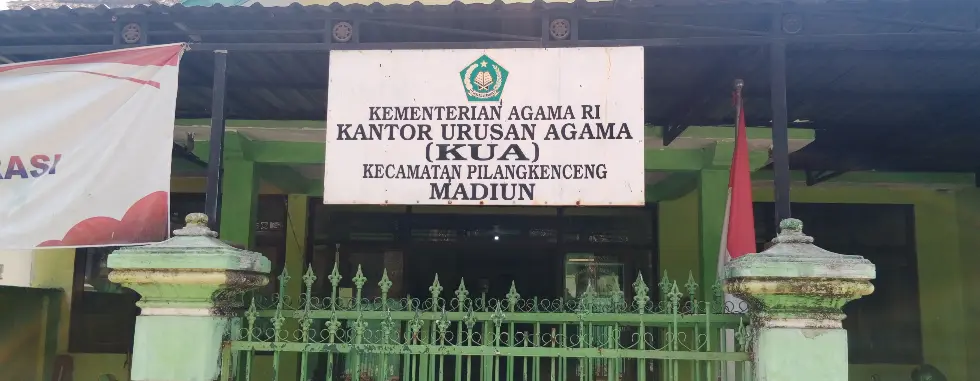 RASI
KEMENTERIAN AGAMA RI
KANTOR URUSAN AGAMA
(KUA)
KECAMATAN PILANGKENCENG
MADIUN